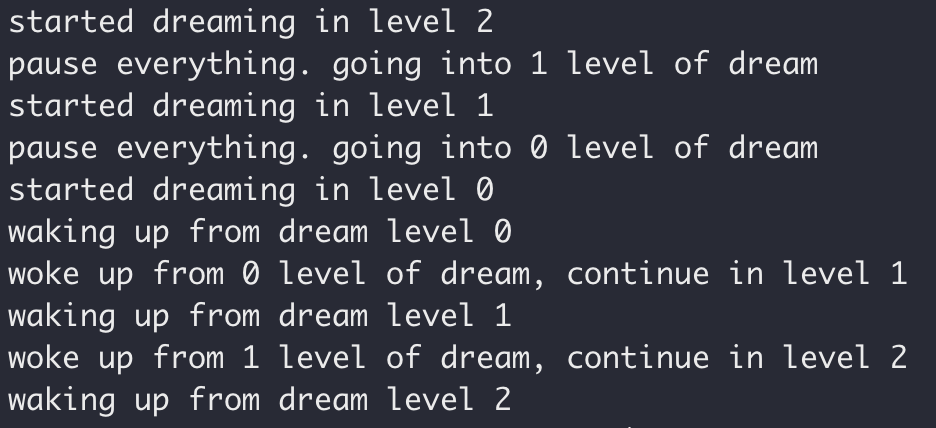 started dreaming in level 2
pause everything. going into 1 level of dream
started dreaming in level 1
pause everything. going into 0 level of dream
started dreaming in level 0
waking up from dream level 0
woke up from 0 level of dream, continue in level 1
waking up from dream level 1
woke up from 1 level of dream, continue in level 2
waking up from dream level 2